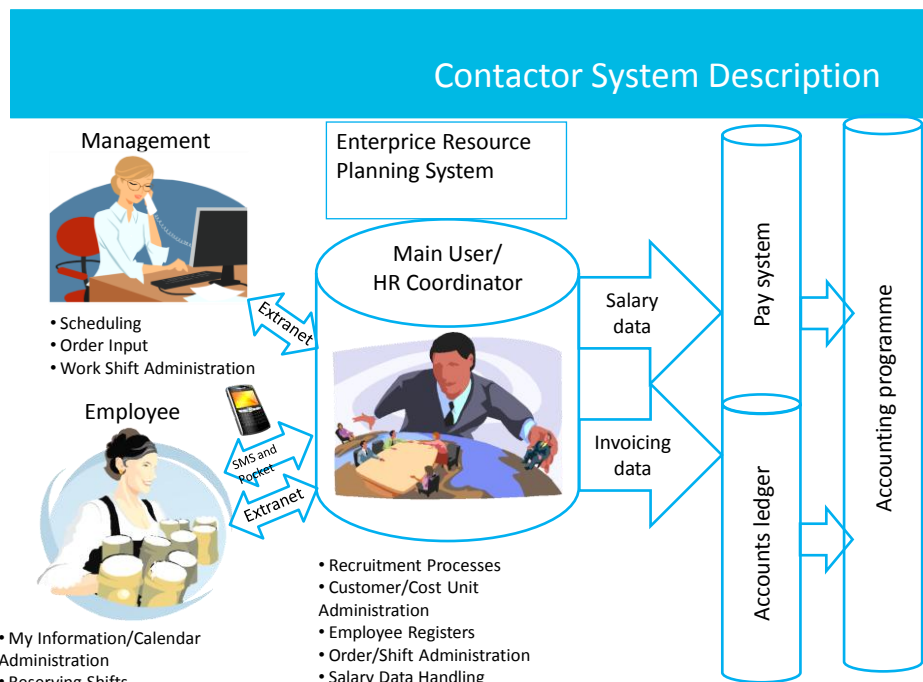 Contactor System Description
Management
Enterprice Resource
Planning System
Main User/
HR Coordinator
Extranet
• Scheduling
• Order Input
• Work Shift Administration
Salary
data
Pay system
Accounting programme
Employee
SMS and
Pocket
Extranet
Invoicing
data
Accounts ledger
• Recruitment Processes
• Customer/Cost Unit
Administration
• Employee Registers
• Order/Shift Administration
• Salary Data Handling
• My Information/Calendar
Administration
• Reserving Shifts